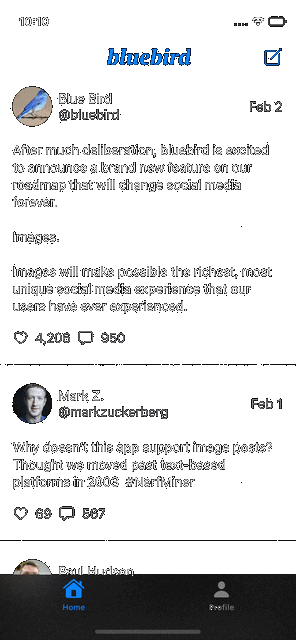 10:10
bluebird
Blue Bird
@bluebird
Feb 2
After much deliberation, bluebird is excited
to announce a brand new feature on our
roadmap that will change social media
forever.
Images.
Images will make possible the richest, most
unique social media experience that our
users have ever experienced.
4,206 950
Mark Z.
@markzuckerberg
Feb 1
Why doesn't this app support image posts?
Thought we moved past text-based
platforms in 2006 #NerfMiner
69 567
Paul Hudson
Home Profile